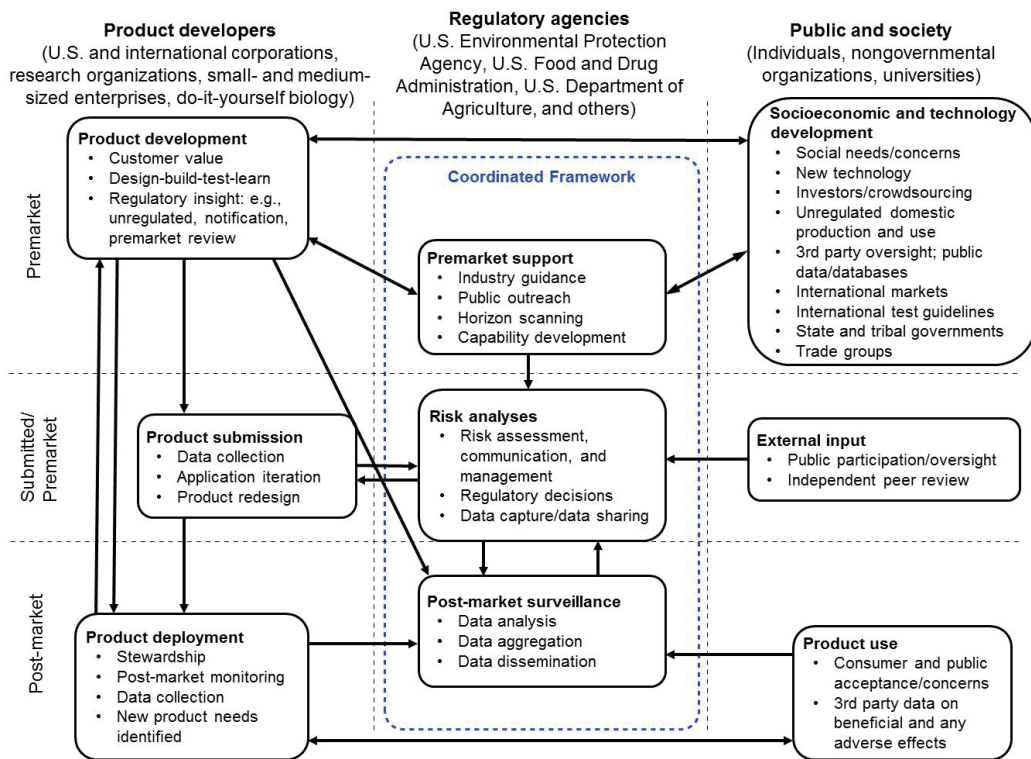 Product developers
(U.S. and international corporations,
research organizations, small- and medium-
sized enterprises, do-it-yourself biology)
Regulatory agencies
(U.S. Environmental Protection
Agency, U.S. Food and Drug
Administration, U.S. Department of
Agriculture, and others)
Public and society
(Individuals, nongovernmental
organizations, universities)
Premarket
Product development
• Customer value
• Design-build-test-learn
• Regulatory insight: e.g.,
unregulated, notification,
premarket review
Coordinated Framework
Premarket support
• Industry guidance
• Public outreach
• Horizon scanning
• Capability development
Socioeconomic and technology
development
• Social needs/concerns
• New technology
• Investors/crowdsourcing
• Unregulated domestic
production and use
• 3rd party oversight; public
data/databases
• International markets
• International test guidelines
• State and tribal governments
• Trade groups
Submitted/
Premarket
Product submission
• Data collection
• Application iteration
• Product redesign
Risk analyses
• Risk assessment,
communication, and
management
• Regulatory decisions
• Data capture/data sharing
External input
• Public participation/oversight
• Independent peer review
Post-market
Product deployment
• Stewardship
• Post-market monitoring
• Data collection
• New product needs
identified
Post-market surveillance
• Data analysis
• Data aggregation
• Data dissemination
Product use
• Consumer and public
acceptance/concerns
• 3rd party data on
beneficial and any
adverse effects